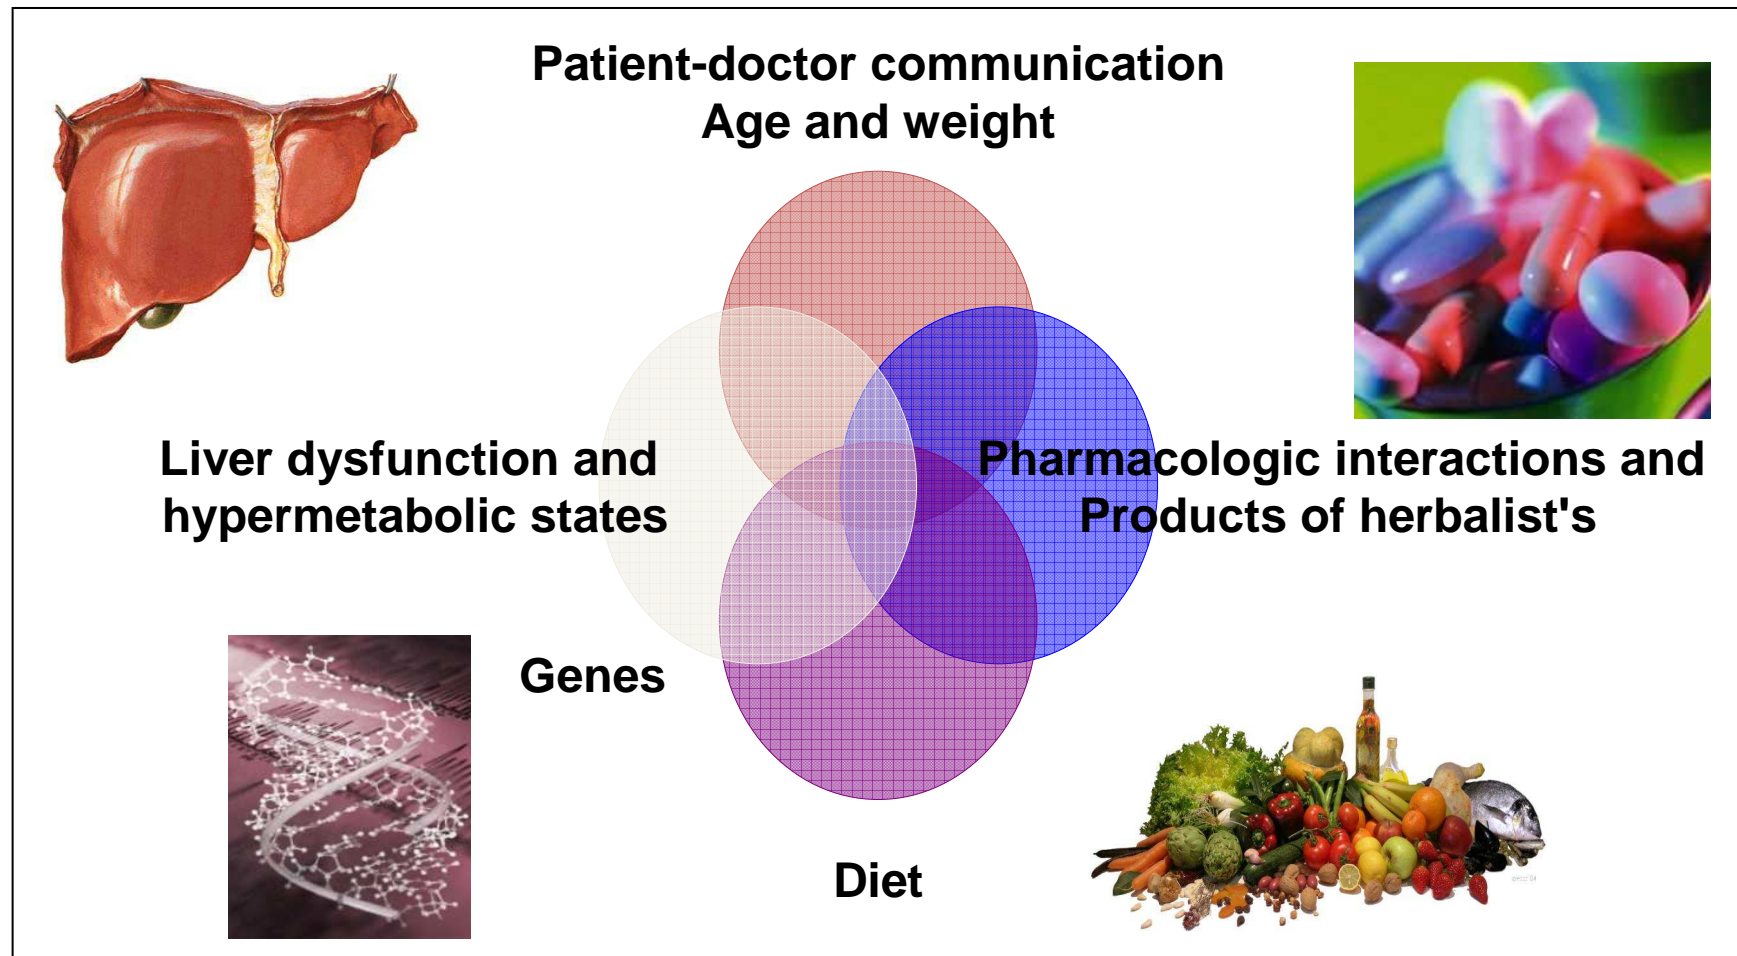 Patient-doctor communication
Age and weight
Liver dysfunction and
hypermetabolic states
Pharmacologic interactions and
Products of herbalist's
Genes
Diet